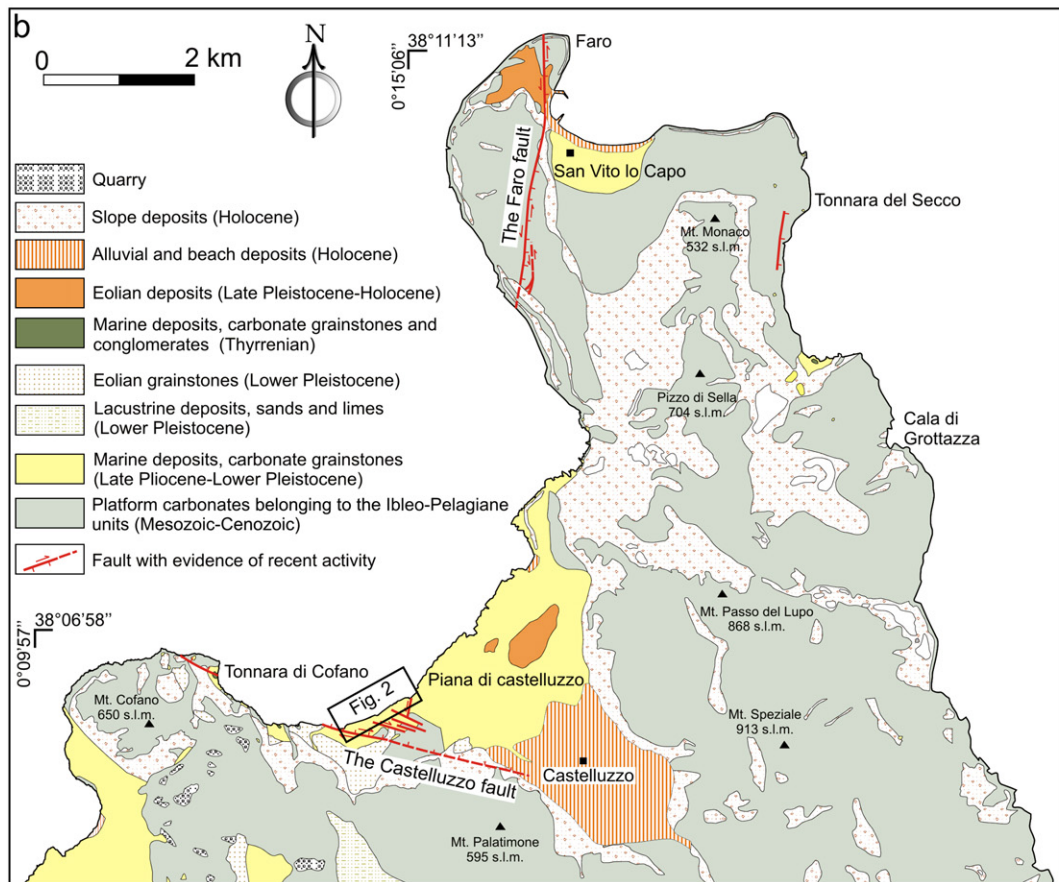 b
0
2 km
N
38°11'13''
0°15'06''
Faro
The Faro fault
San Vito lo Capo
Tonnara del Secco
Mt. Monaco
532 s.l.m.
Quarry
Slope deposits (Holocene)
Alluvial and beach deposits (Holocene)
Eolian deposits (Late Pleistocene-Holocene)
Marine deposits, carbonate grainstones and
conglomerates (Thyrrenian)
Eolian grainstones (Lower Pleistocene)
Lacustrine deposits, sands and limes
(Lower Pleistocene)
Marine deposits, carbonate grainstones
(Late Pliocene-Lower Pleistocene)
Platform carbonates belonging to the Ibleo-Pelagiane
units (Mesozoic-Cenozoic)
Fault with evidence of recent activity
Pizzo di Sella
704 s.l.m.
Cala di
Grottazza
Mt. Passo del Lupo
868 s.l.m.
38°06'58''
0°09'57''
Tonnara di Cofano
Mt. Cofano
650 s.l.m.
Fig. 2
Piana di castelluzzo
Mt. Speziale
913 s.l.m.
The Castelluzzo fault
Castelluzzo
Mt. Palatimone
595 s.l.m.